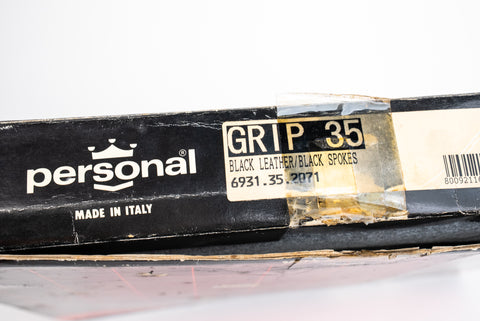 personal®
MADE IN ITALY
GRIP 35
BLACK LEATHER/BLACK SPOKES
6931.35.2071